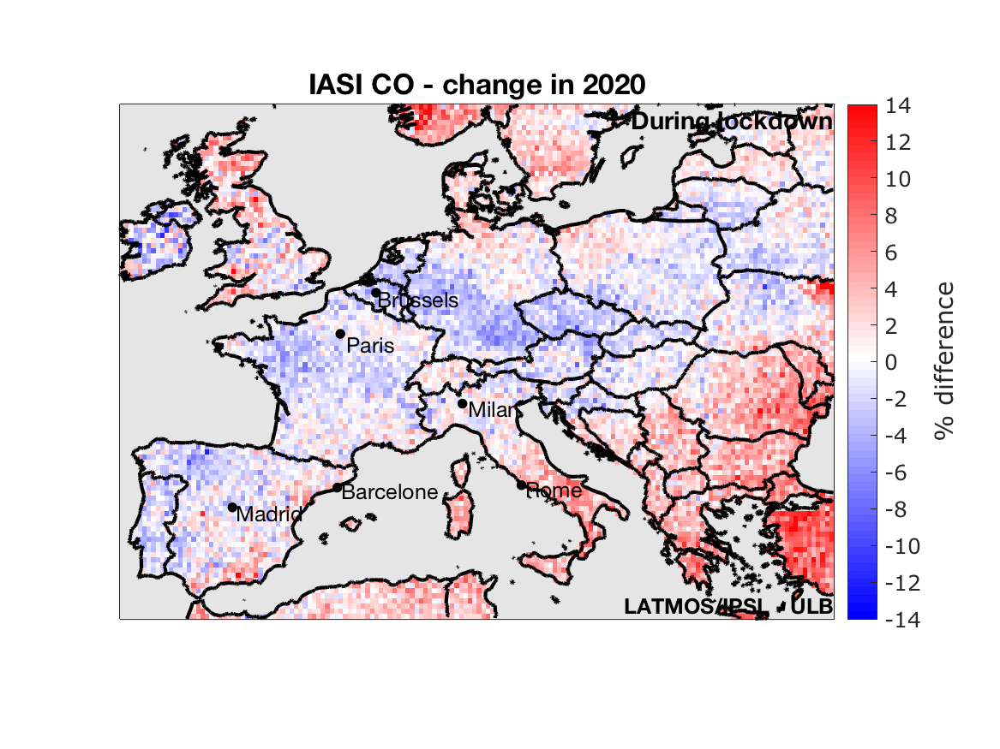 IASI CO - change in 2020
During lockdown
Brussels
Paris
Milan
Barcelone
Rome
Madrid
LATMOS/IPSL - ULB
14
12
10
8
6
4
2
0
-2
-4
-6
-8
-10
-12
-14
% difference